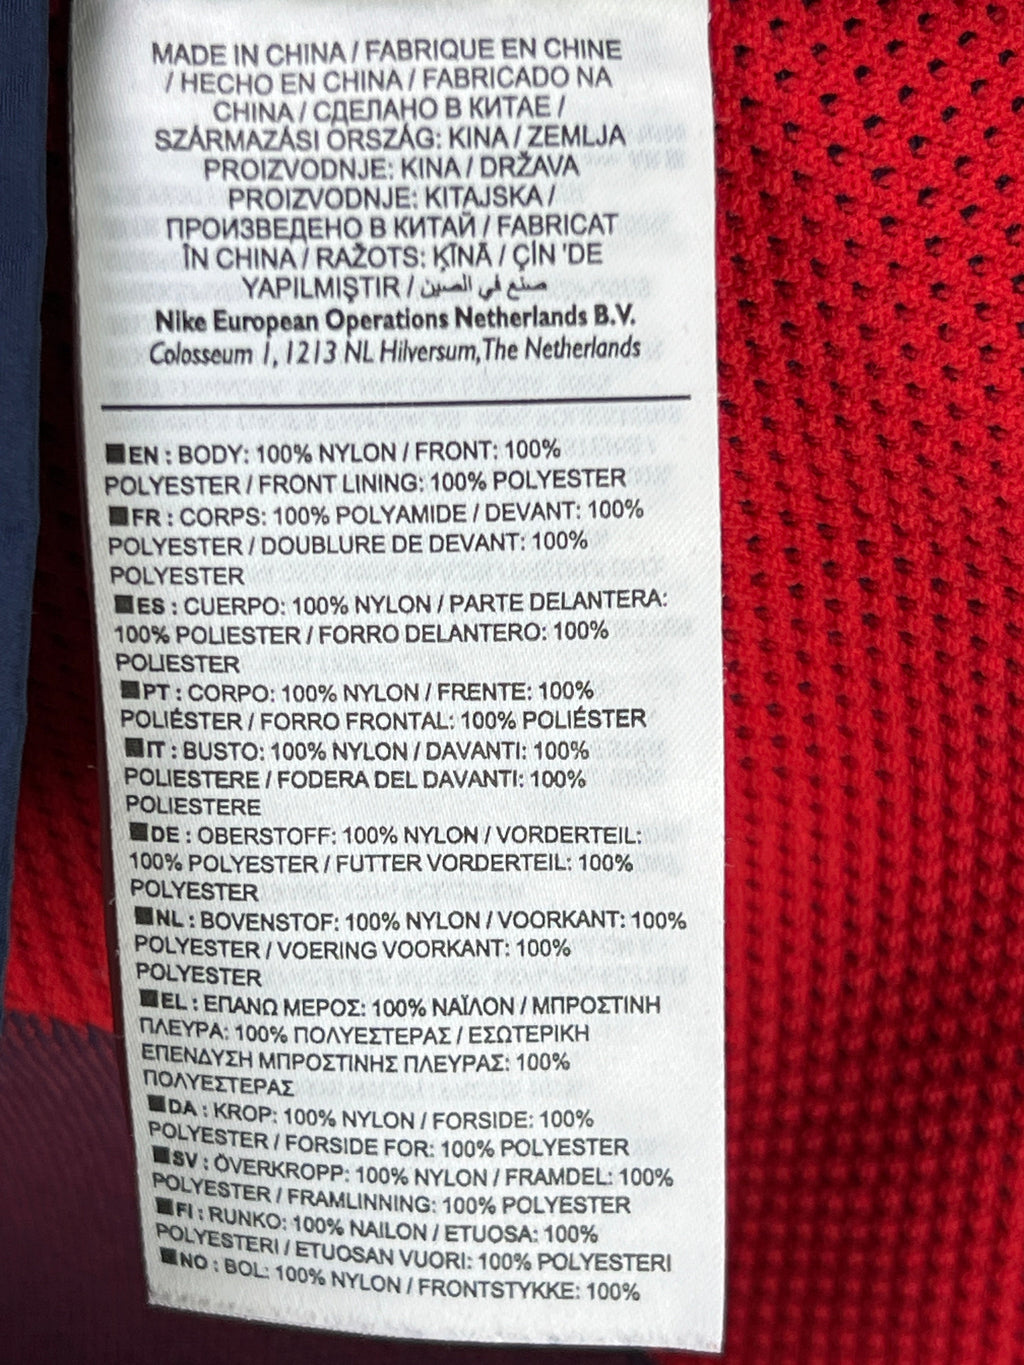 MADE IN CHINA / FABRIQUE EN CHINE
/ HECHO EN CHINA / FABRICADO NA
CHINA / СДЕЛАНО В КИТАЕ /
SZÁRMAZÁSI ORSZÁG: KINA / ZEMLJA
PROIZVODNJE: KINA / DRŽAVA
PROIZVODNJE: KITAJSKA /
ПРОИЗВЕДЕНО В КИТАЙ / FABRICAT
ÎN CHINA / RAŽOTS: ĶĪNĀ / ÇİN 'DE
YAPILMIŞTIR / صنع في الصين
Nike European Operations Netherlands B.V.
Colosseum 1, 1213 NL Hilversum, The Netherlands
■EN : BODY: 100% NYLON / FRONT: 100%
POLYESTER / FRONT LINING: 100% POLYESTER
■FR : CORPS: 100% POLYAMIDE / DEVANT: 100%
POLYESTER / DOUBLURE DE DEVANT: 100%
POLYESTER
■ES : CUERPO: 100% NYLON / PARTE DELANTERA:
100% POLIESTER / FORRO DELANTERO: 100%
POLIESTER
■PT : CORPO: 100% NYLON / FRENTE: 100%
POLIÉSTER / FORRO FRONTAL: 100% POLIÉSTER
■IT : BUSTO: 100% NYLON / DAVANTI: 100%
POLIESTERE / FODERA DEL DAVANTI: 100%
POLIESTERE
■DE : OBERSTOFF: 100% NYLON / VORDERTEIL:
100% POLYESTER / FUTTER VORDERTEIL: 100%
POLYESTER
■NL : BOVENSTOF: 100% NYLON / VOORKANT: 100%
POLYESTER / VOERING VOORKANT: 100%
POLYESTER
■EL : ΕΠΑΝΩ ΜΕΡΟΣ: 100% ΝΑΪΛΟΝ / ΜΠΡΟΣΤΙΝΗ
ΠΛΕΥΡΑ: 100% ΠΟΛΥΕΣΤΕΡΑΣ / ΕΣΩΤΕΡΙΚΗ
ΕΠΕΝΔΥΣΗ ΜΠΡΟΣΤΙΝΗΣ ΠΛΕΥΡΑΣ: 100%
ΠΟΛΥΕΣΤΕΡΑΣ
■DA : KROP: 100% NYLON / FORSIDE: 100%
POLYESTER / FORSIDE FOR: 100% POLYESTER
■SV : ÖVERKROPP: 100% NYLON / FRAMDEL: 100%
POLYESTER / FRAMLINNING: 100% POLYESTER
■FI : RUNKO: 100% NAILON / ETUOSA: 100%
POLYESTERI / ETUOSAN VUORI: 100% POLYESTERI
■NO : BOL: 100% NYLON / FRONTSTYKKE: 100%